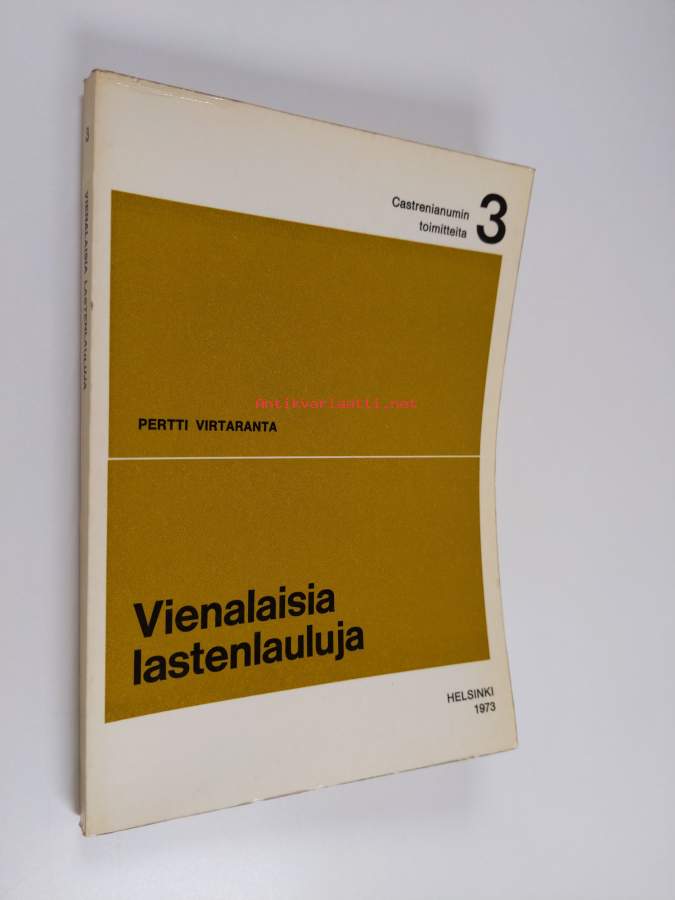 3
VIENALAISIA LASTENLAULUJA
Castrenianumin
toimitteita
3
Antikvariaatti.net
PERTTI VIRTARANTA
Vienalaisia
lastenlauluja
HELSINKI
1973